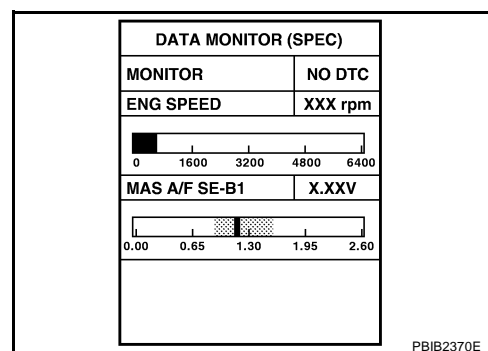 DATA MONITOR (SPEC)
MONITOR NO DTC
ENG SPEED XXX rpm
0 1600 3200 4800 6400
MAS A/F SE-B1 X.XXV
0.00 0.65 1.30 1.95 2.60
PBIB2370E